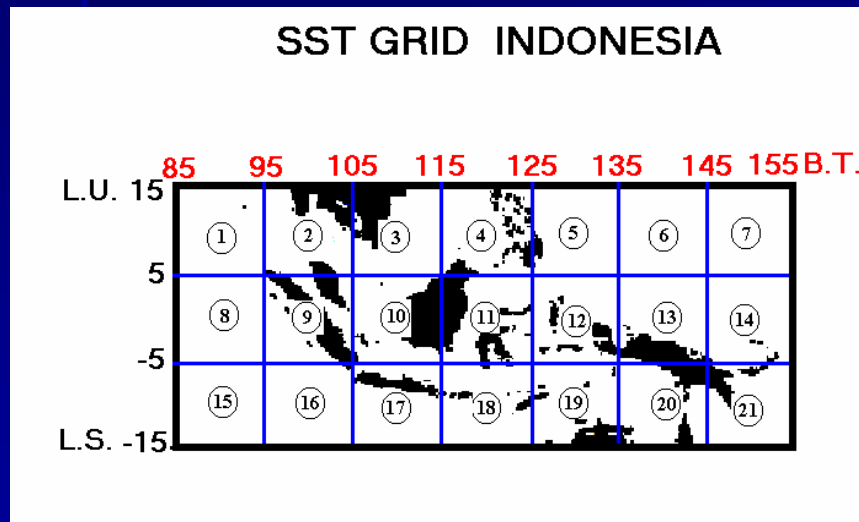 SST GRID INDONESIA
85 95 105 115 125 135 145 155 B.T.
L.U. 15
1 2 3 4 5 6 7
5
8 9 10 11 12 13 14
-5
15 16 17 18 19 20 21
L.S. -15